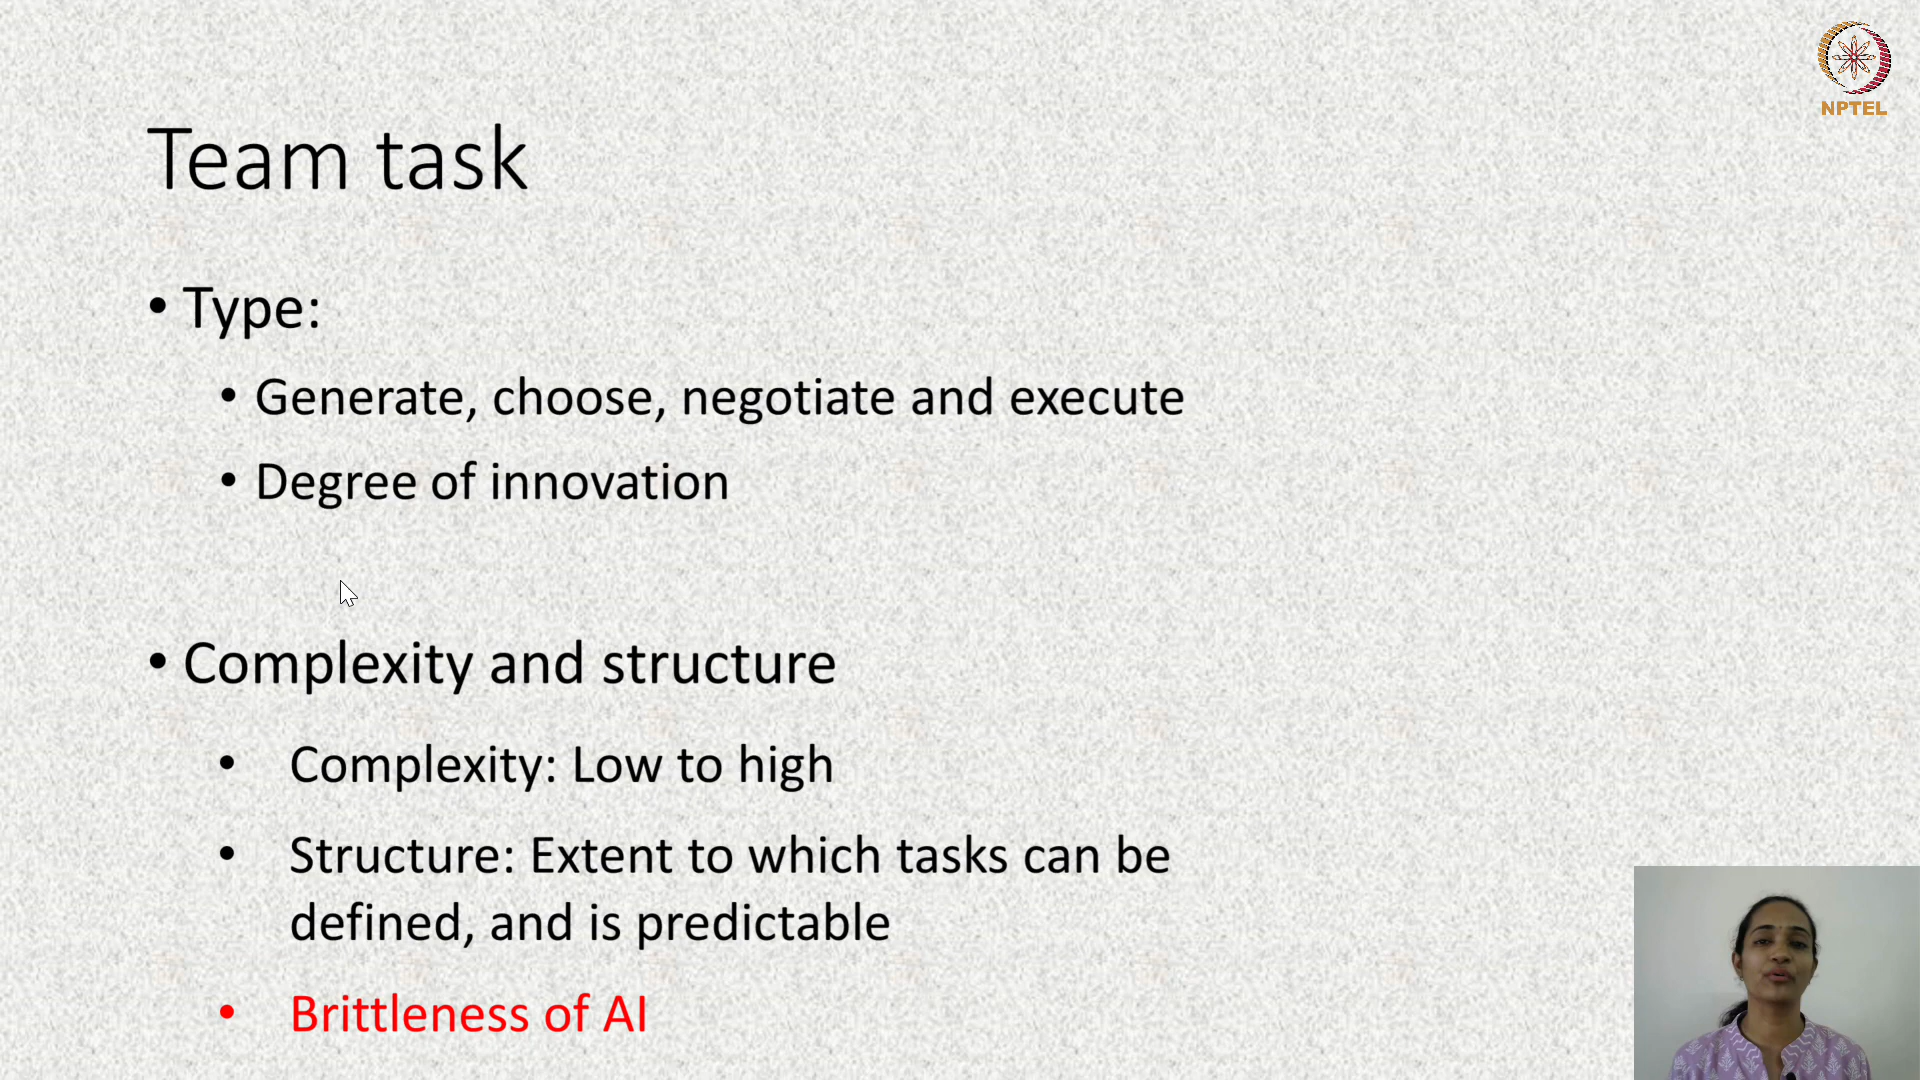 NPTEL
Team task
• Type:
• Generate, choose, negotiate and execute
• Degree of innovation
• Complexity and structure
• Complexity: Low to high
• Structure: Extent to which tasks can be
defined, and is predictable
• Brittleness of AI